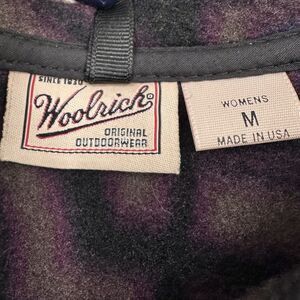 SINCE 1830
Woolrich®
ORIGINAL
OUTDOORWEAR
WOMENS
M
MADE IN USA